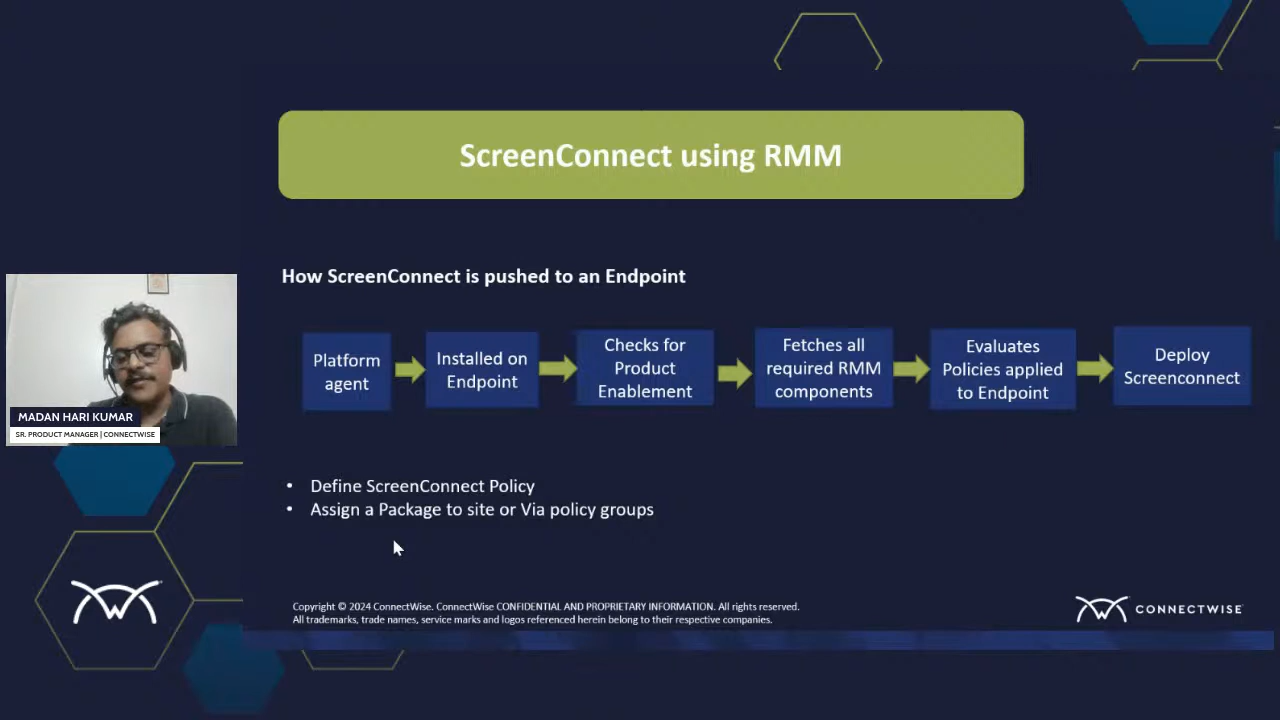 ScreenConnect using RMM
How ScreenConnect is pushed to an Endpoint
Platform
agent
Installed on
Endpoint
Checks for
Product
Enablement
Fetches all
required RMM
components
Evaluates
Policies applied
to Endpoint
Deploy
Screenconnect
MADAN HARI KUMAR
SR. PRODUCT MANAGER | CONNECTWISE
• Define ScreenConnect Policy
• Assign a Package to site or Via policy groups
Copyright © 2024 ConnectWise. ConnectWise CONFIDENTIAL AND PROPRIETARY INFORMATION. All rights reserved.
All trademarks, trade names, service marks and logos referenced herein belong to their respective companies.
CONNECTWISE